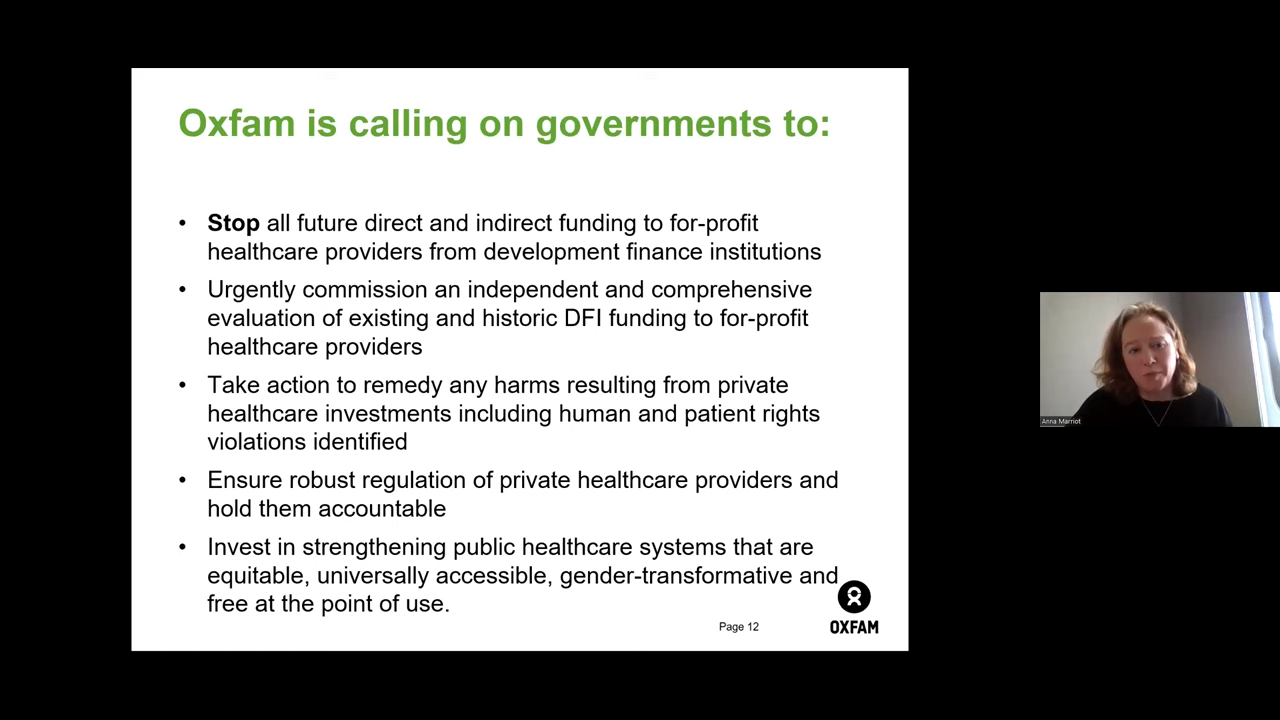 Oxfam is calling on governments to:
• Stop all future direct and indirect funding to for-profit
healthcare providers from development finance institutions
• Urgently commission an independent and comprehensive
evaluation of existing and historic DFI funding to for-profit
healthcare providers
• Take action to remedy any harms resulting from private
healthcare investments including human and patient rights
violations identified
• Ensure robust regulation of private healthcare providers and
hold them accountable
• Invest in strengthening public healthcare systems that are
equitable, universally accessible, gender-transformative and
free at the point of use.
Page 12
OXFAM
Anna Marriot